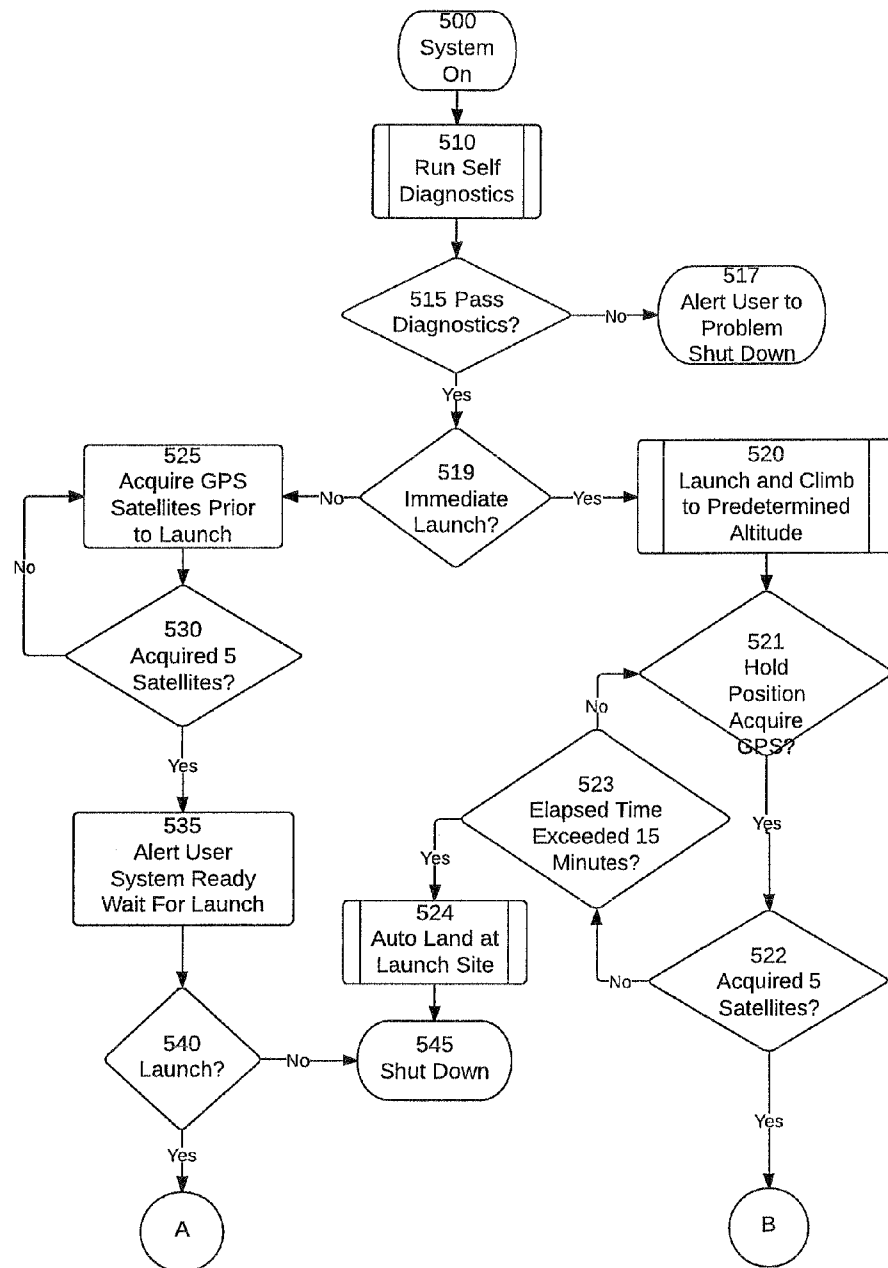 500
System
On
510
Run Self
Diagnostics
515 Pass
Diagnostics?
No
517
Alert User to
Problem
Shut Down
Yes
519
Immediate
Launch?
No
Yes
525
Acquire GPS
Satellites Prior
to Launch
520
Launch and Climb
to Predetermined
Altitude
No
530
Acquired 5
Satellites?
521
Hold
Position
Acquire
GPS?
No
Yes
523
Elapsed Time
Exceeded 15
Minutes?
Yes
535
Alert User
System Ready
Wait For Launch
Yes
524
Auto Land at
Launch Site
522
Acquired 5
Satellites?
No
540
Launch?
No
545
Shut Down
Yes
Yes
A
B